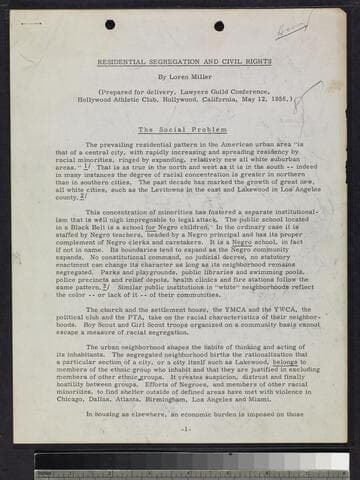 RESIDENTIAL SEGREGATION AND CIVIL RIGHTS
By Loren Miller
(Prepared for delivery, Lawyers Guild Conference,
Hollywood Athletic Club, Hollywood, California, May 12, 1956.)
The Social Problem
The prevailing residential pattern in the American urban area "is
that of a central city, with rapidly increasing and spreading residency by
racial minorities, ringed by expanding, relatively new all white suburban
areas." 1/ That is as true in the north and west as it is in the south -- indeed
in many instances the degree of racial concentration is greater in northern
than in southern cities. The past decade has marked the growth of great new,
all white cities, such as the Levittowns in the east and Lakewood in Los Angeles
county. 2/
This concentration of minorities has fostered a separate institutional-
ism that is well nigh impregnable to legal attack. The public school located
in a Black Belt is a school for Negro children. In the ordinary case it is
staffed by Negro teachers, headed by a Negro principal and has its proper
complement of Negro clerks and caretakers. It is a Negro school, in fact
if not in name. Its boundaries tend to expand as the Negro community
expands. No constitutional command, no judicial decree, no statutory
enactment can change its character as long as its neighborhood remains
segregated. Parks and playgrounds, public libraries and swimming pools,
police precincts and relief depots, health clinics and fire stations follow the
same pattern. 3/ Similar public institutions in "white" neighborhoods reflect
the color -- or lack of it -- of their communities.
The church and the settlement house, the YMCA and the YWCA, the
political club and the PTA, take on the racial characteristics of their neighbor-
hoods. Boy Scout and Girl Scout troops organized on a community basis cannot
escape a measure of racial segregation.
The urban neighborhood shapes the habits of thinking and acting of
its inhabitants. The segregated neighborhood births the rationalization that
a particular section of a city, or a city itself such as Lakewood, belongs to
members of the ethnic group who inhabit and that they are justified in excluding
members of other ethnic groups. It creates suspicion, distrust and finally
hostility between groups. Efforts of Negroes, and members of other racial
minorities, to find shelter outside of defined areas have met with violence in
Chicago, Dallas, Atlanta, Birmingham, Los Angeles and Miami.
In housing as elsewhere, an economic burden is imposed on those
-1-